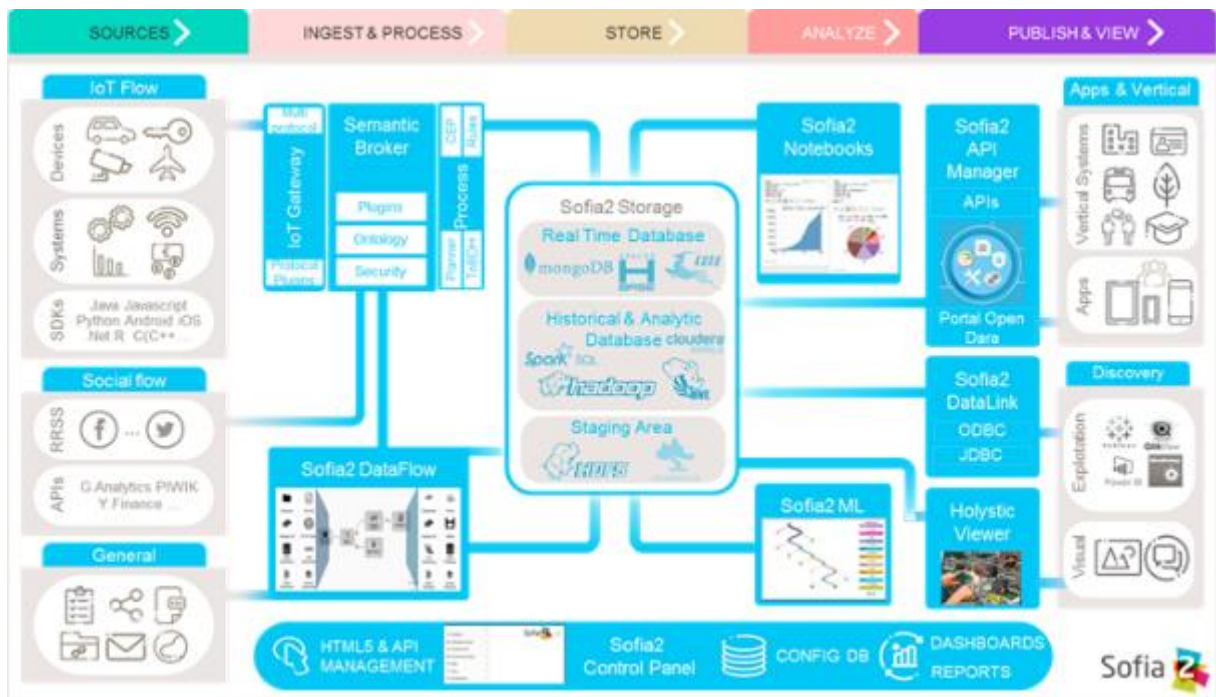 SOURCES
INGEST & PROCESS
STORE
ANALYZE
PUBLISH & VIEW
IoT Flow
Devices
Systems
SDKs
Java Javascript
Python Android iOS
Net R C(C++ ...
Social flow
RRSS
...
APIs
G.Analytics PIWIK
Y Finance ...
General
Multi
protocol
IoT Gateway
Protocol
Plugins
Semantic
Broker
Plugins
Ontology
Security
CEP
Rules
Process
Planner
Sofia2 DataFlow
Sofia2 Storage
Real Time Database
mongoDB
Historical & Analytic
Database cloudera
Spark SQL
hadoop
Staging Area
Sofia2
Notebooks
Sofia2 ML
Sofia2
API
Manager
APIs
Portal Open
Dara
Sofia2
DataLink
ODBC
JDBC
Holystic
Viewer
Apps & Vertical
Vertical Systems
Apps
Discovery
Explotation
Power BI
Visual
HTML5 & API
MANAGEMENT
Sofia2
Control Panel
CONFIG DB
DASHBOARDS
REPORTS
Sofia 2